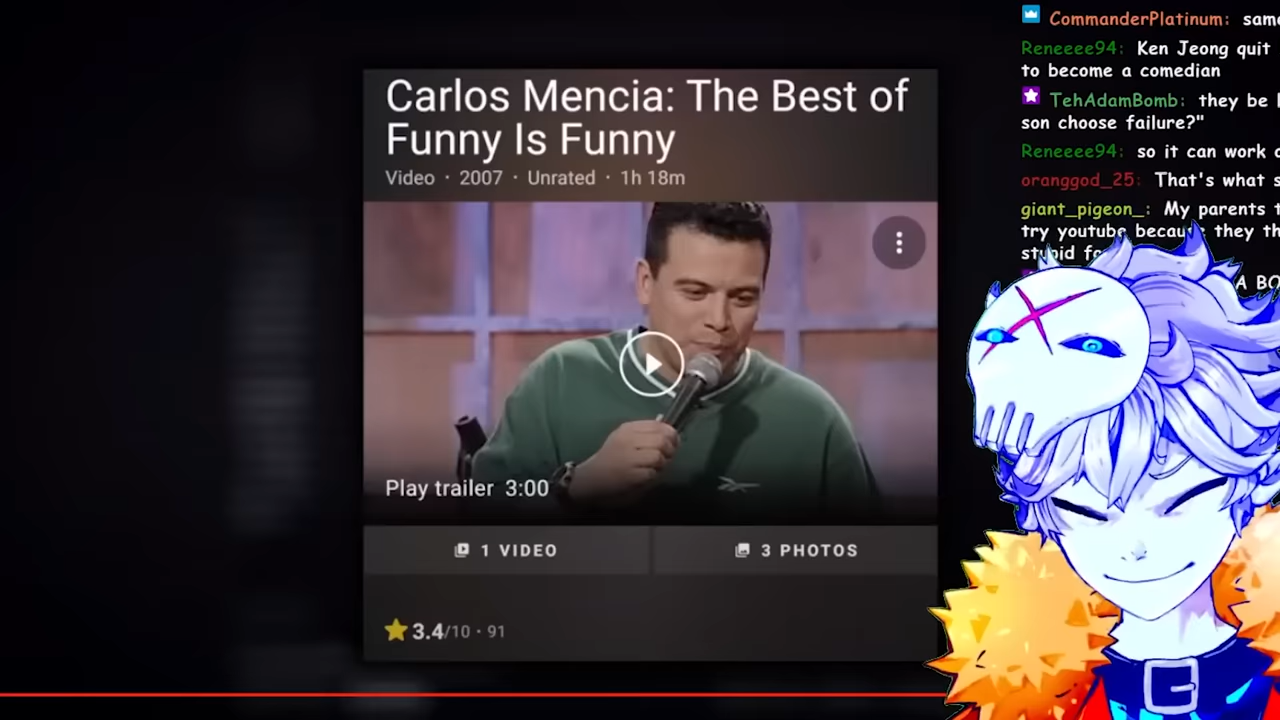 Carlos Mencia: The Best of
Funny Is Funny
Video · 2007 · Unrated · 1h 18m
Play trailer 3:00
1 VIDEO
3 PHOTOS
3.4/10 · 91
CommanderPlatinum: same
Reneeee94: Ken Jeong quit
to become a comedian
TehAdamBomb: they be
son choose failure?"
Reneeee94: so it can work
oranggod_25: That's what
giant_pigeon_: My parents
try youtube because they